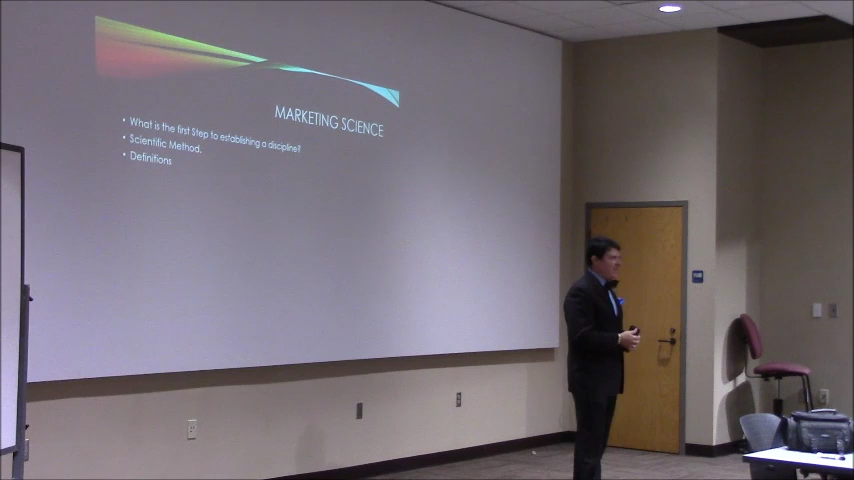 MARKETING SCIENCE
• What is the first Step to establishing a discipline?
• Scientific Method.
• Definitions